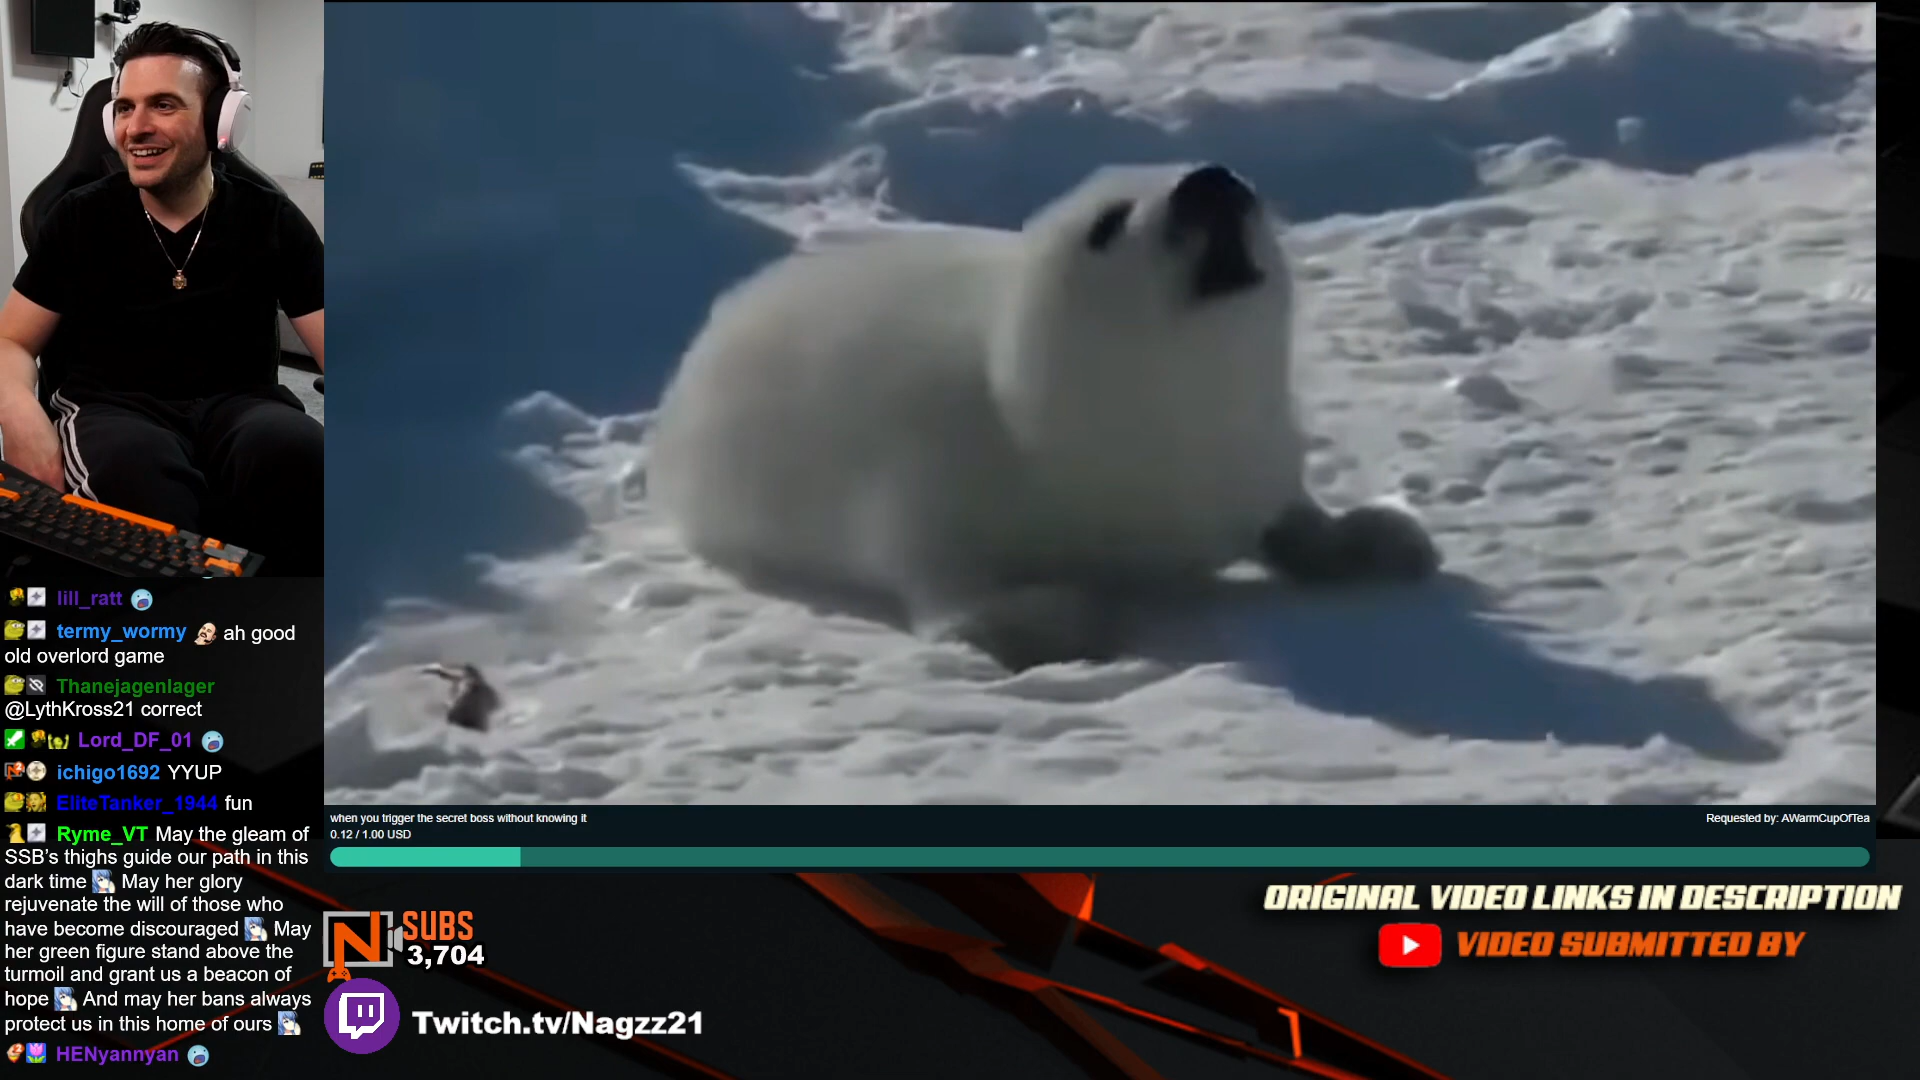 lill_ratt
termy_wormy ah good
old overlord game
Thanejagenlager
@LythKross21 correct
Lord_DF_01
ichigo1692 YYUP
EliteTanker_1944 fun
Ryme_VT May the gleam of
SSB's thighs guide our path in this
dark time May her glory
rejuvenate the will of those who
have become discouraged May
her green figure stand above the
turmoil and grant us a beacon of
hope And may her bans always
protect us in this home of ours
HENyannyan
when you trigger the secret boss without knowing it
0.12 / 1.00 USD
Requested by: AWarmCupOfTea
N SUBS
3,704
Twitch.tv/Nagzz21
ORIGINAL VIDEO LINKS IN DESCRIPTION
VIDEO SUBMITTED BY